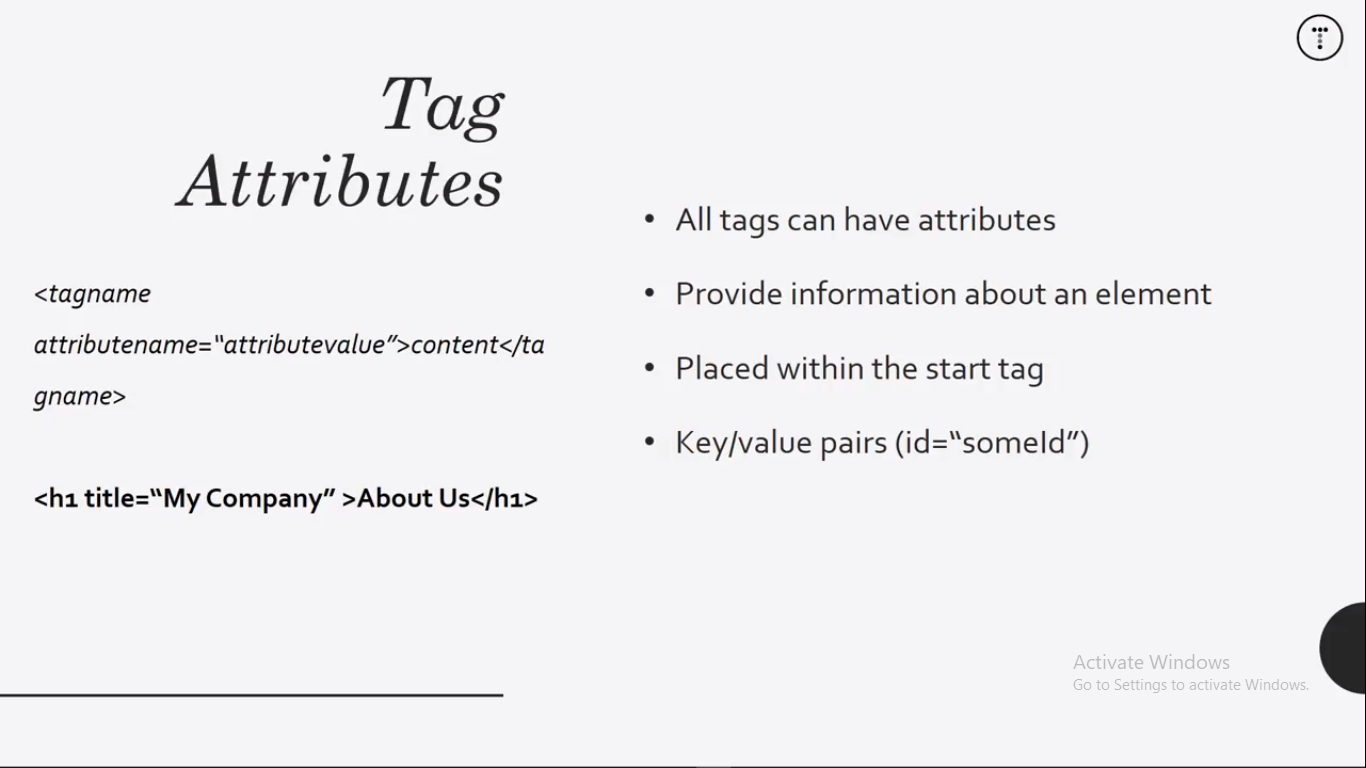 Tag
Attributes
<tagname
attributename=“attributevalue”>content</ta
gname>
<h1 title=“My Company” >About Us</h1>
• All tags can have attributes
• Provide information about an element
• Placed within the start tag
• Key/value pairs (id=“someId”)
Activate Windows
Go to Settings to activate Windows.